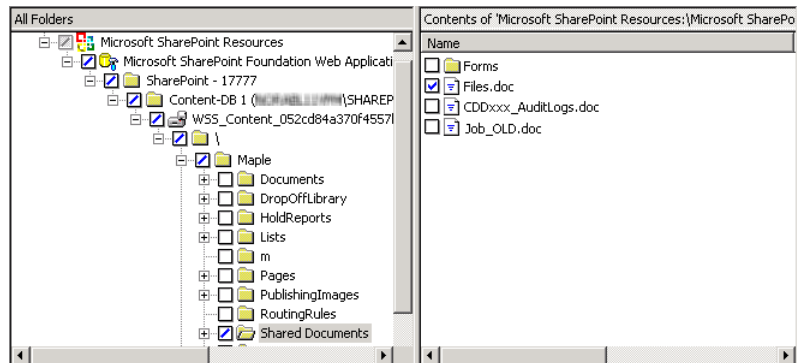 All Folders
Microsoft SharePoint Resources
Microsoft SharePoint Foundation Web Applicati
SharePoint - 17777
Content-DB 1 ( \SHAREP
WSS_Content_052cd84a370f4557
\
Maple
Documents
DropOffLibrary
HoldReports
Lists
m
Pages
PublishingImages
RoutingRules
Shared Documents
Contents of 'Microsoft SharePoint Resources:\Microsoft SharePo
Name
Forms
Files.doc
CDDxxx_AuditLogs.doc
Job_OLD.doc